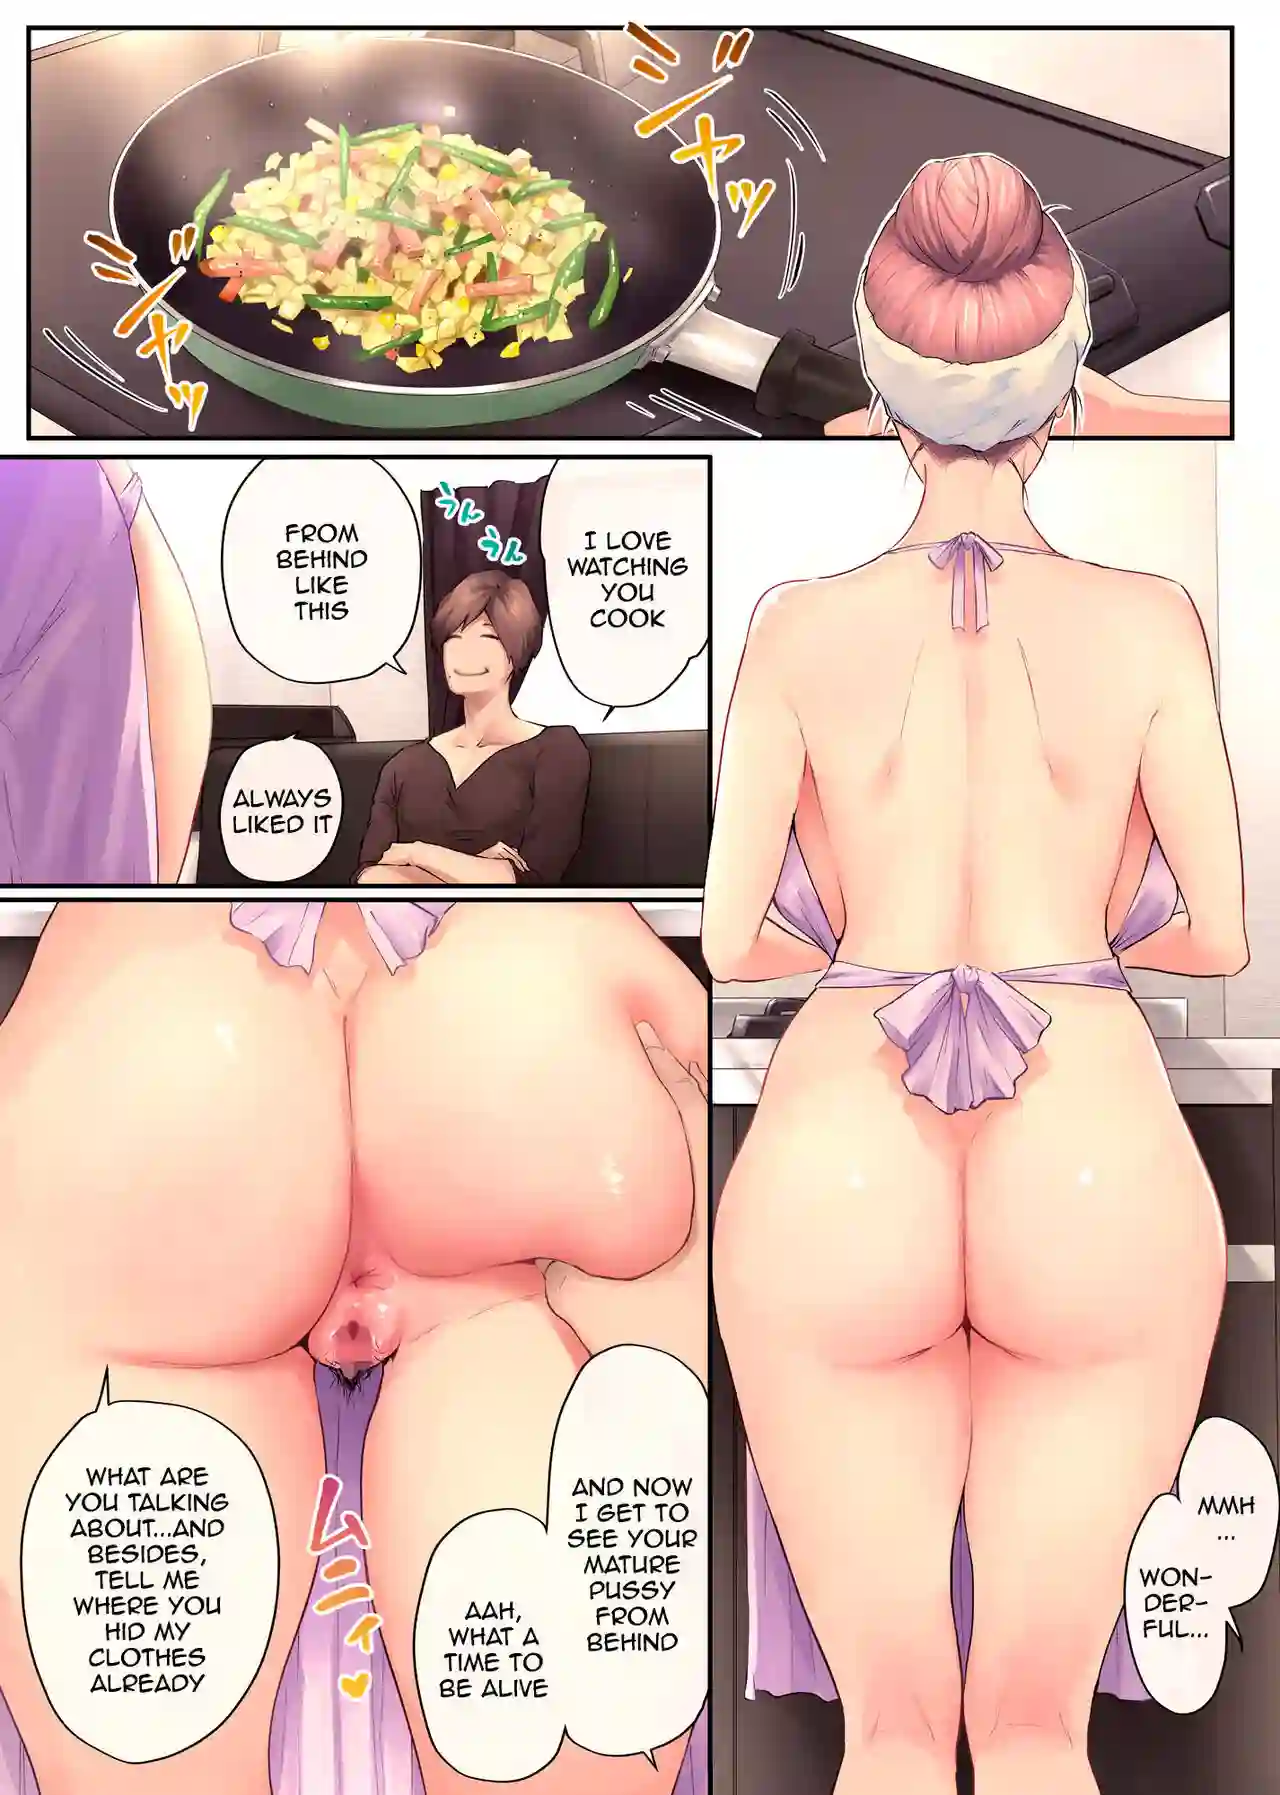 ジャッ
ジャッ
I LOVE
WATCHING
YOU
COOK
うん
うん
FROM
BEHIND
LIKE
THIS
ALWAYS
LIKED IT
MMH
...
WON-
DER-
FUL...
AND NOW
I GET TO
SEE YOUR
MATURE
PUSSY
FROM
BEHIND
AAH,
WHAT A
TIME TO
BE ALIVE
ムニィ
WHAT ARE
YOU TALKING
ABOUT...AND
BESIDES,
TELL ME
WHERE YOU
HID MY
CLOTHES
ALREADY